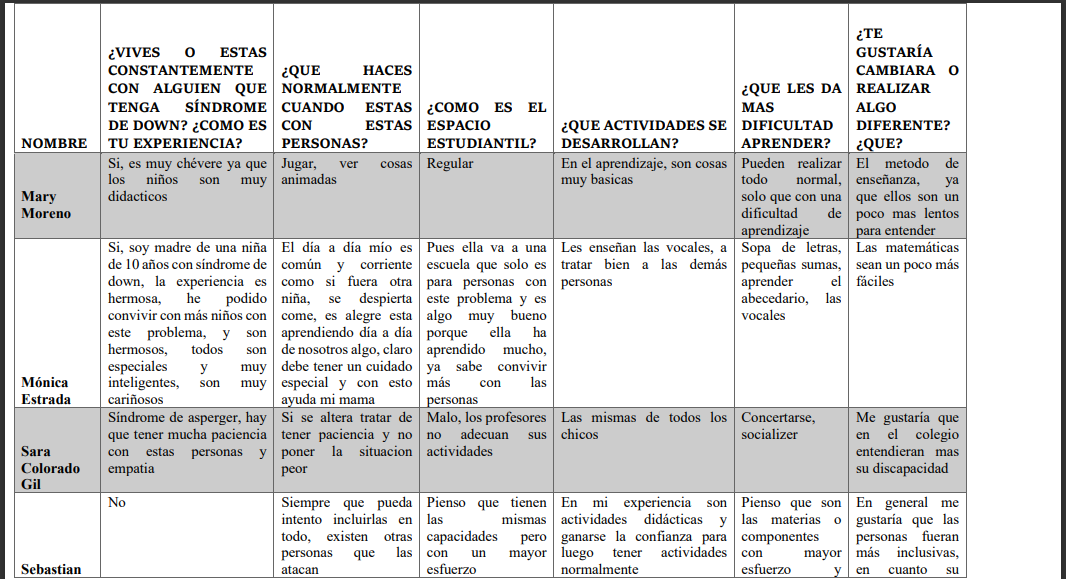 NOMBRE
¿VIVES O ESTAS
CONSTANTEMENTE
CON ALGUIEN QUE
TENGA SÍNDROME
DE DOWN? ¿COMO ES
TU EXPERIENCIA?
¿QUE HACES
NORMALMENTE
CUANDO ESTAS
CON ESTAS
PERSONAS?
¿COMO ES EL
ESPACIO
ESTUDIANTIL?
¿QUE ACTIVIDADES SE
DESARROLLAN?
¿QUE LES DA
MAS
DIFICULTAD
APRENDER?
¿TE
GUSTARÍA
CAMBIARA O
REALIZAR
ALGO
DIFERENTE?
¿QUE?
Mary
Moreno
Si, es muy chévere ya que
los niños son muy
didacticos
Jugar, ver cosas
animadas
Regular
En el aprendizaje, son cosas
muy basicas
Pueden realizar
todo normal,
solo que con una
dificultad de
aprendizaje
El metodo de
enseñanza, ya
que ellos son un
poco mas lentos
para entender
Mónica
Estrada
Si, soy madre de una niña
de 10 años con síndrome de
down, la experiencia es
hermosa, he podido
convivir con más niños con
este problema, y son
hermosos, todos son
especiales y muy
inteligentes, son muy
cariñosos
El día a día mío es
común y corriente
como si fuera otra
niña, se despierta
come, es alegre esta
aprendiendo día a día
de nosotros algo, claro
debe tener un cuidado
especial y con esto
ayuda mi mama
Pues ella va a una
escuela que solo es
para personas con
este problema y es
algo muy bueno
porque ella ha
aprendido mucho,
ya sabe convivir
más con las
personas
Les enseñan las vocales, a
tratar bien a las demás
personas
Sopa de letras,
pequeñas sumas,
aprender el
abecedario, las
vocales
Las matemáticas
sean un poco más
fáciles
Sara
Colorado
Gil
Síndrome de asperger, hay
que tener mucha paciencia
con estas personas y
empatia
Si se altera tratar de
tener paciencia y no
poner la situacion
peor
Malo, los profesores
no adecuan sus
actividades
Las mismas de todos los
chicos
Concertarse,
socializer
Me gustaría que
en el colegio
entendieran mas
su discapacidad
Sebastian
No
Siempre que pueda
intento incluirlas en
todo, existen otras
personas que las
atacan
Pienso que tienen
las mismas
capacidades pero
con un mayor
esfuerzo
En mi experiencia son
actividades didácticas y
ganarse la confianza para
luego tener actividades
normalmente
Pienso que son
las materias o
componentes
con mayor
esfuerzo y
En general me
gustaría que las
personas fueran
más inclusivas,
en cuanto su